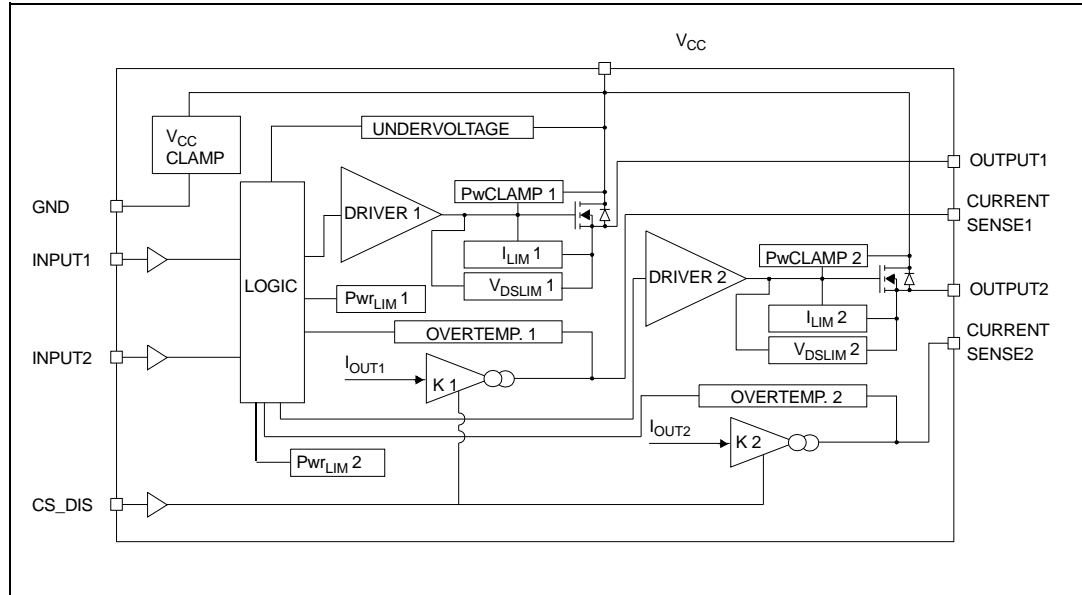 VCC
VCC
CLAMP
UNDERVOLTAGE
OUTPUT1
PwCLAMP 1
GND
DRIVER 1
CURRENT
SENSE1
INPUT1
ILIM 1
PwCLAMP 2
LOGIC
DRIVER 2
VDSLIM 1
OUTPUT2
PwrLIM 1
ILIM 2
OVERTEMP. 1
CURRENT
SENSE2
INPUT2
VDSLIM 2
IOUT1
K 1
OVERTEMP. 2
IOUT2
K 2
PwrLIM 2
CS_DIS